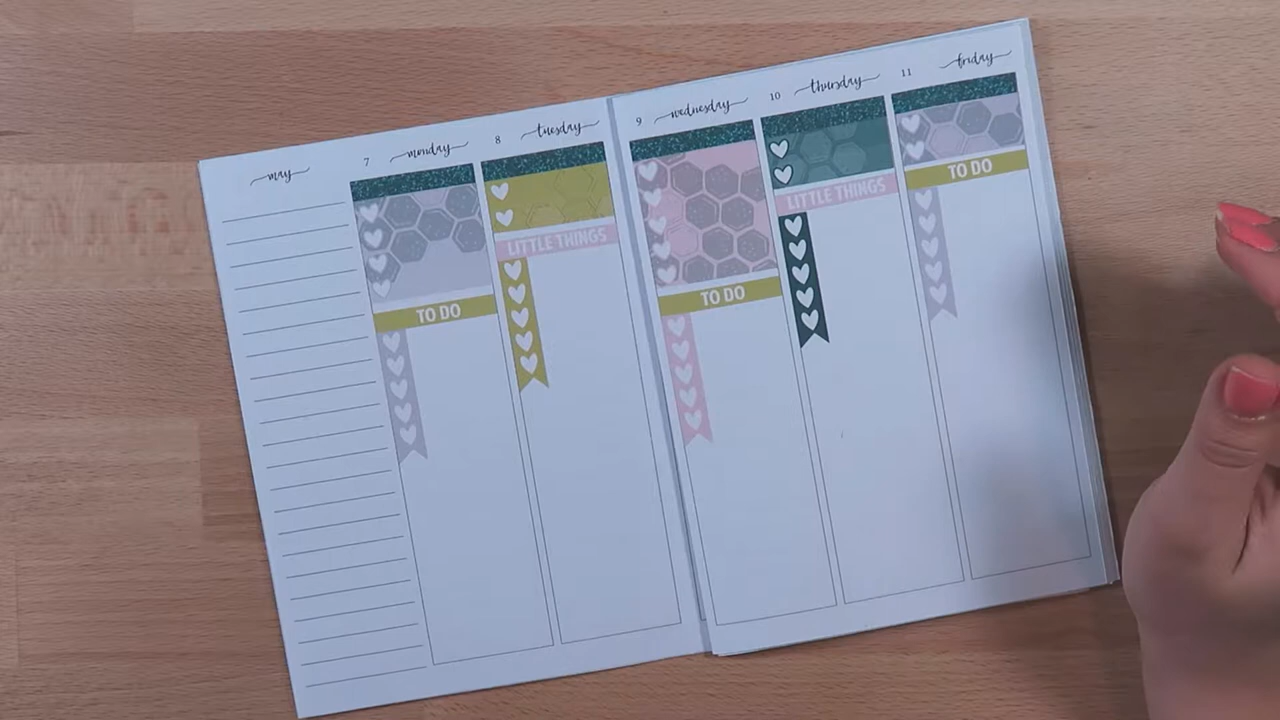 may
7 monday
8 tuesday
9 wednesday
10 thursday
11 friday
TO DO
LITTLE THINGS
TO DO
LITTLE THINGS
TO DO